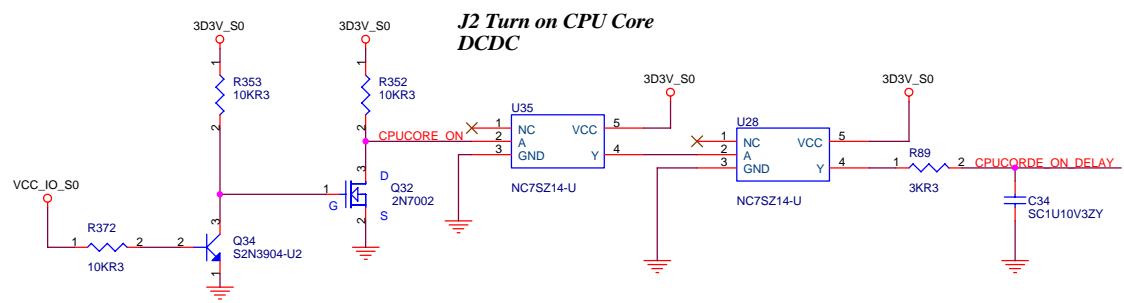 J2 Turn on CPU Core
DCDC
3D3V_S0
3D3V_S0
3D3V_S0
3D3V_S0
1
R353
10KR3
2
1
R352
10KR3
2
U35
1 NC VCC 5
2 A
3 GND Y 4
NC7SZ14-U
U28
1 NC VCC 5
2 A
3 GND Y 4
NC7SZ14-U
CPUCORE_ON
R89
1 2
3KR3
CPUCORDE_ON_DELAY
C34
SC1U10V3ZY
VCC_IO_S0
1 R372 2
10KR3
2
3
Q34
S2N3904-U2
1
1
G
3 D
Q32
2N7002
2 S